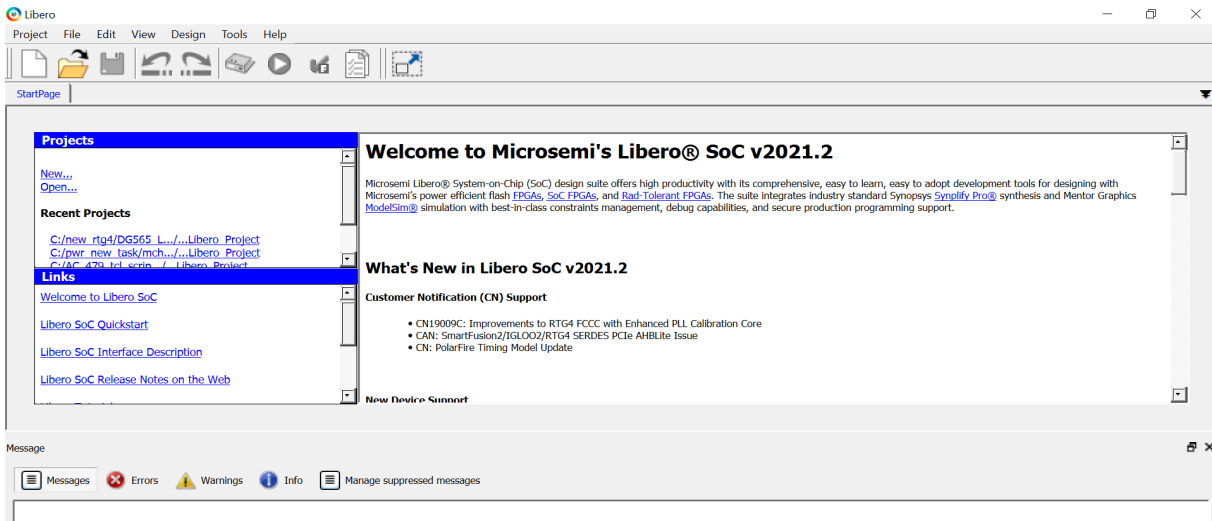 Libero
Project File Edit View Design Tools Help
StartPage
Projects
New...
Open...
Recent Projects
C:/new_rtg4/DG565_L.../...Libero_Project
C:/pwr_new_task/mch.../...Libero_Project
C:/AC_479_tcl_scrip.../...Libero_Project
Links
Welcome to Libero SoC
Libero SoC Quickstart
Libero SoC Interface Description
Libero SoC Release Notes on the Web
Welcome to Microsemi's Libero® SoC v2021.2
Microsemi Libero® System-on-Chip (SoC) design suite offers high productivity with its comprehensive, easy to learn, easy to adopt development tools for designing with
Microsemi's power efficient flash FPGAs, SoC FPGAs, and Rad-Tolerant FPGAs. The suite integrates industry standard Synopsys Synplify Pro® synthesis and Mentor Graphics
ModelSim® simulation with best-in-class constraints management, debug capabilities, and secure production programming support.
What's New in Libero SoC v2021.2
Customer Notification (CN) Support
• CN19009C: Improvements to RTG4 FCCC with Enhanced PLL Calibration Core
• CAN: SmartFusion2/IGLOO2/RTG4 SERDES PCIe AHBLite Issue
• CN: PolarFire Timing Model Update
New Device Support
Message
Messages Errors Warnings Info Manage suppressed messages